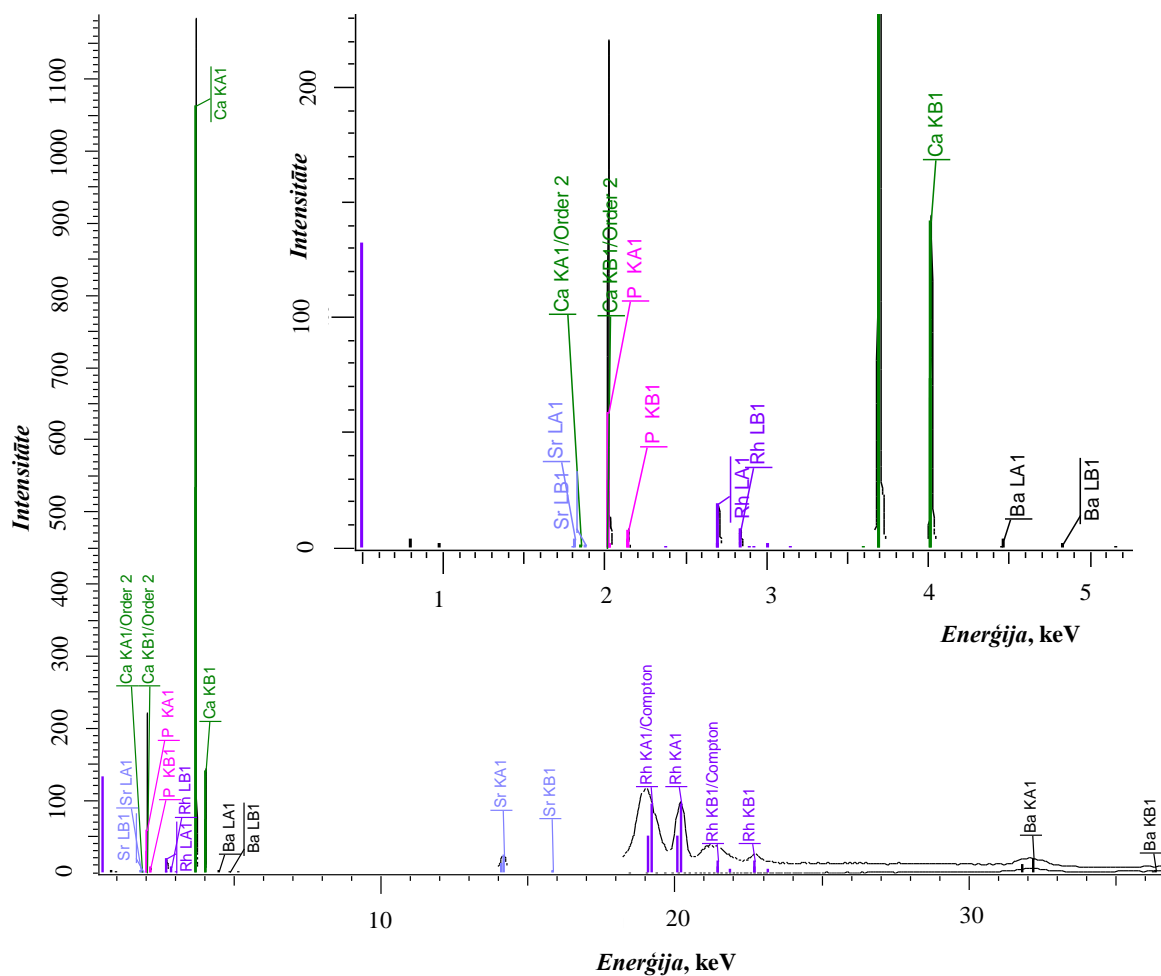 1100
1000
900
800
700
600
500
400
300
200
100
0
Intensitāte
Ca KA1
Ca KA1/Order 2
Ca KB1/Order 2
Sr LB1
Sr LA1
P KB1
P KA1
Rh LA1
Rh LB1
Ca KB1
Ba LA1
Ba LB1
Sr KA1
Sr KB1
Rh KA1/Compton
Rh KA1
Rh KB1/Compton
Rh KB1
Ba KA1
Ba KB1
10
20
30
Enerģija, keV
200
100
0
Intensitāte
Sr LB1
Sr LA1
Ca KA1/Order 2
Ca KB1/Order 2
P KA1
P KB1
Rh LA1
Rh LB1
Ca KB1
Ba LA1
Ba LB1
1
2
3
4
5
Enerģija, keV